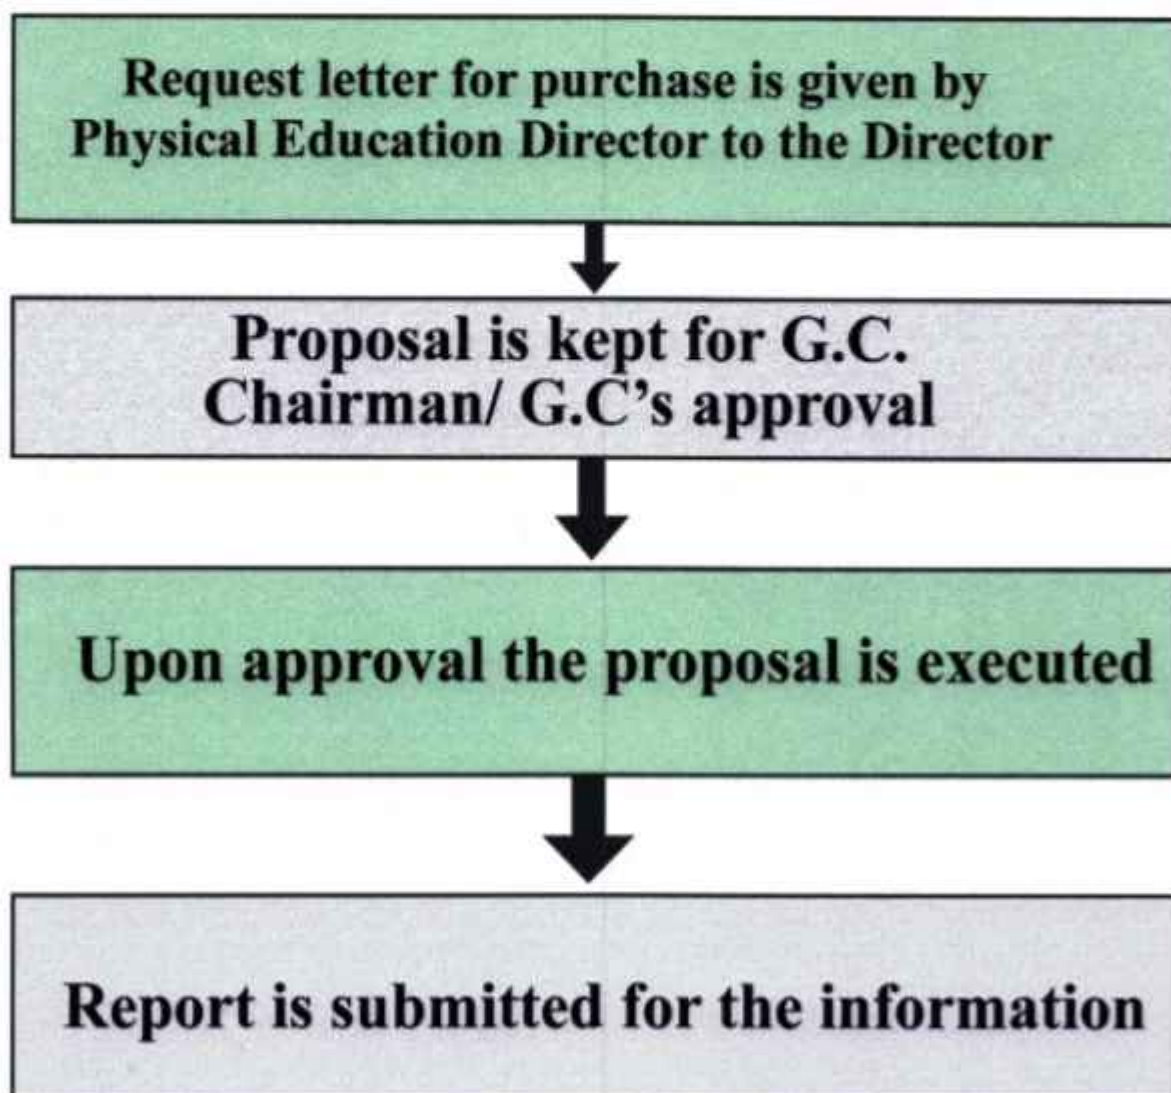 Request letter for purchase is given by
Physical Education Director to the Director
Proposal is kept for G.C.
Chairman/ G.C’s approval
Upon approval the proposal is executed
Report is submitted for the information